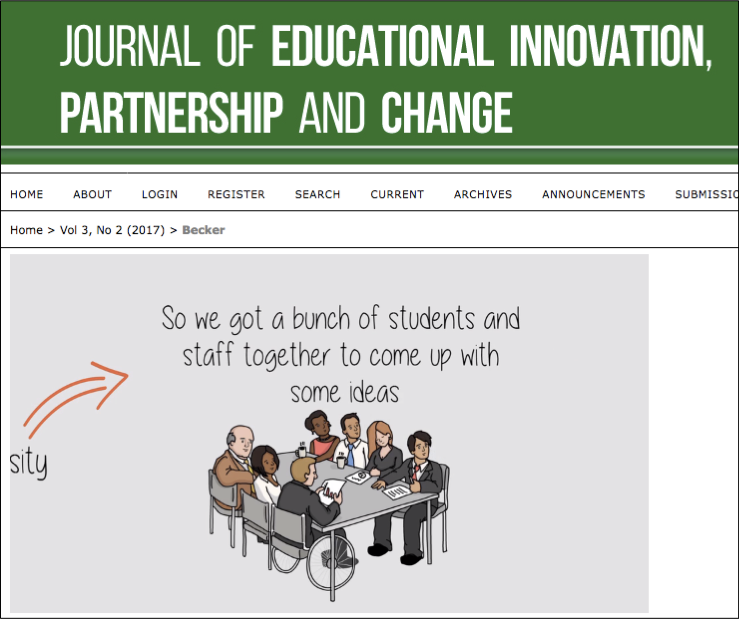 JOURNAL OF EDUCATIONAL INNOVATION,
PARTNERSHIP AND CHANGE
HOME ABOUT LOGIN REGISTER SEARCH CURRENT ARCHIVES ANNOUNCEMENTS SUBMISSIO
Home > Vol 3, No 2 (2017) > Becker
So we got a bunch of students and
staff together to come up with
some ideas
sity